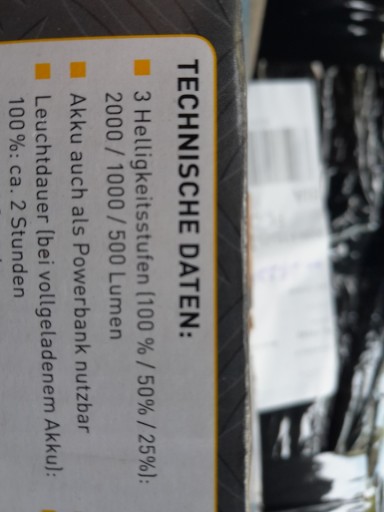 TECHNISCHE DATEN:
3 Helligkeitsstufen (100 % / 50% / 25%):
2000 / 1000 / 500 Lumen
Akku auch als Powerbank nutzbar
Leuchtdauer (bei vollgeladenem Akku):
100%: ca. 2 Stunden